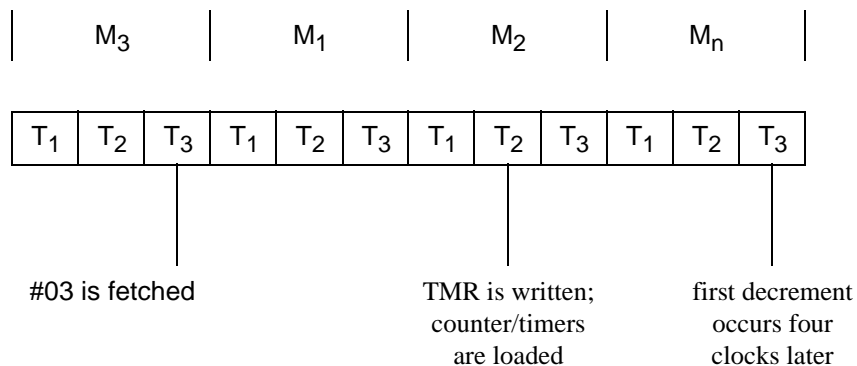 M3 M1 M2 Mn
T1 T2 T3 T1 T2 T3 T1 T2 T3 T1 T2 T3
#03 is fetched
TMR is written;
counter/timers
are loaded
first decrement
occurs four
clocks later